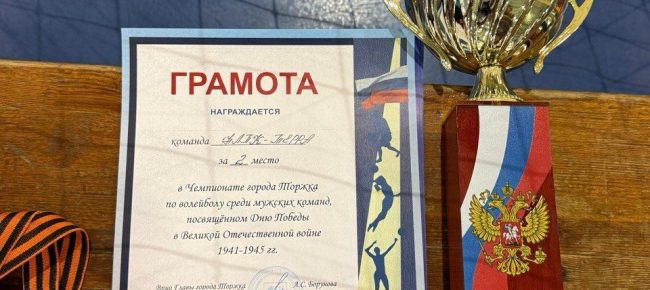 ГРАМОТА
НАГРАЖДАЕТСЯ
команда
за 2 место
в Чемпионате города Торжка
по волейболу среди мужских команд,
посвящённом Дню Победы
в Великой Отечественной войне
1941-1945 гг.
Врио Главы города Торжка А.С. Борунова